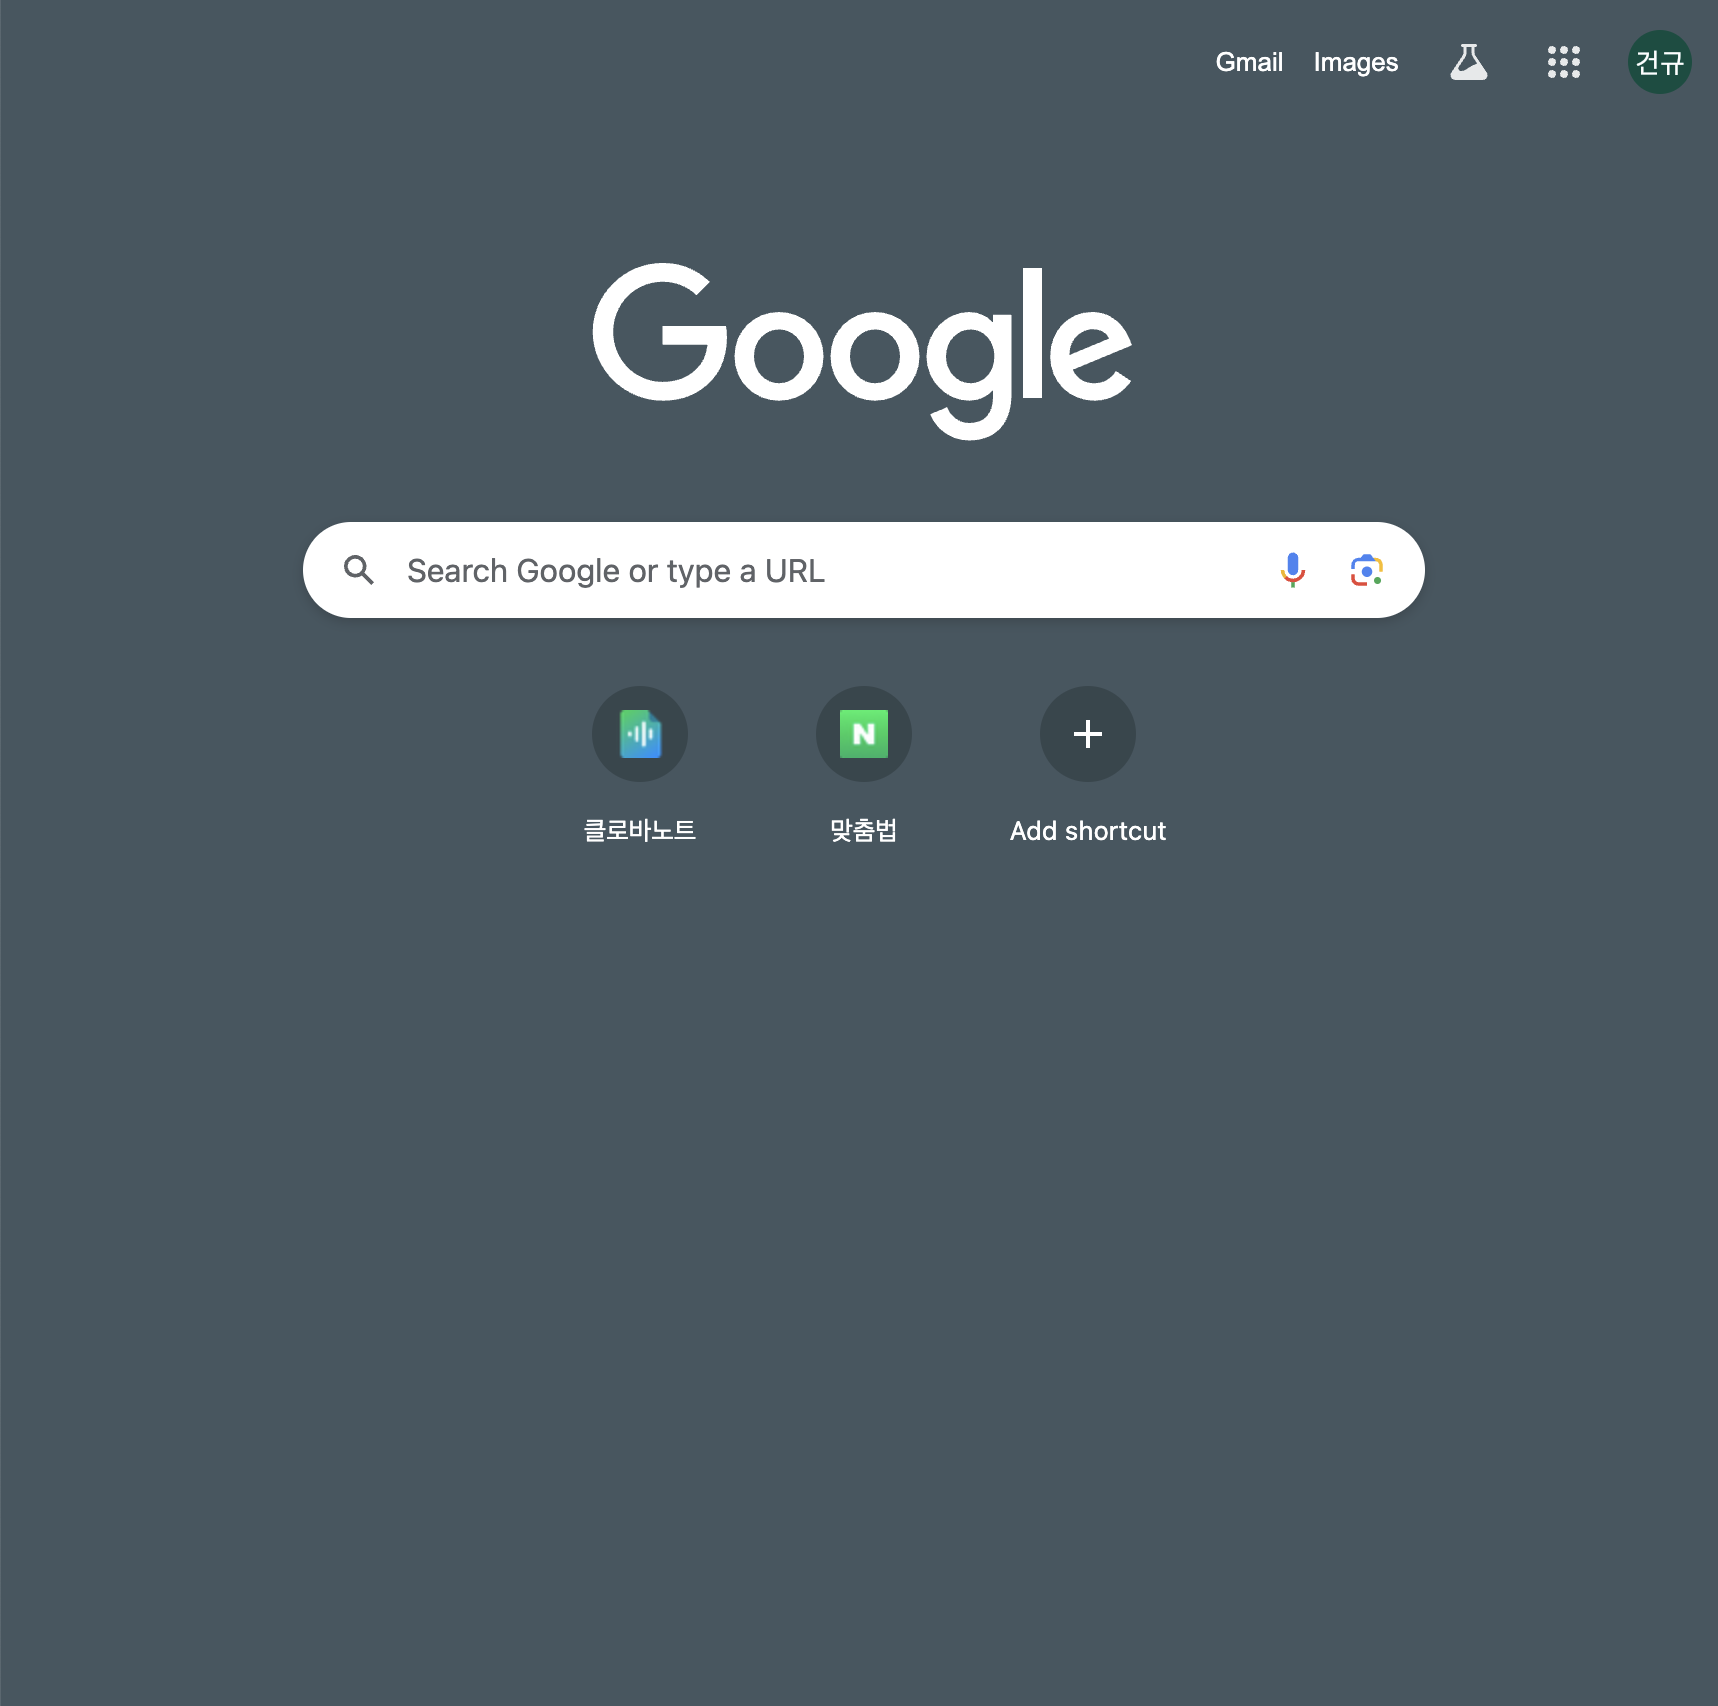 Gmail Images 건규
Google
Search Google or type a URL
N
클로바노트 맞춤법 Add shortcut